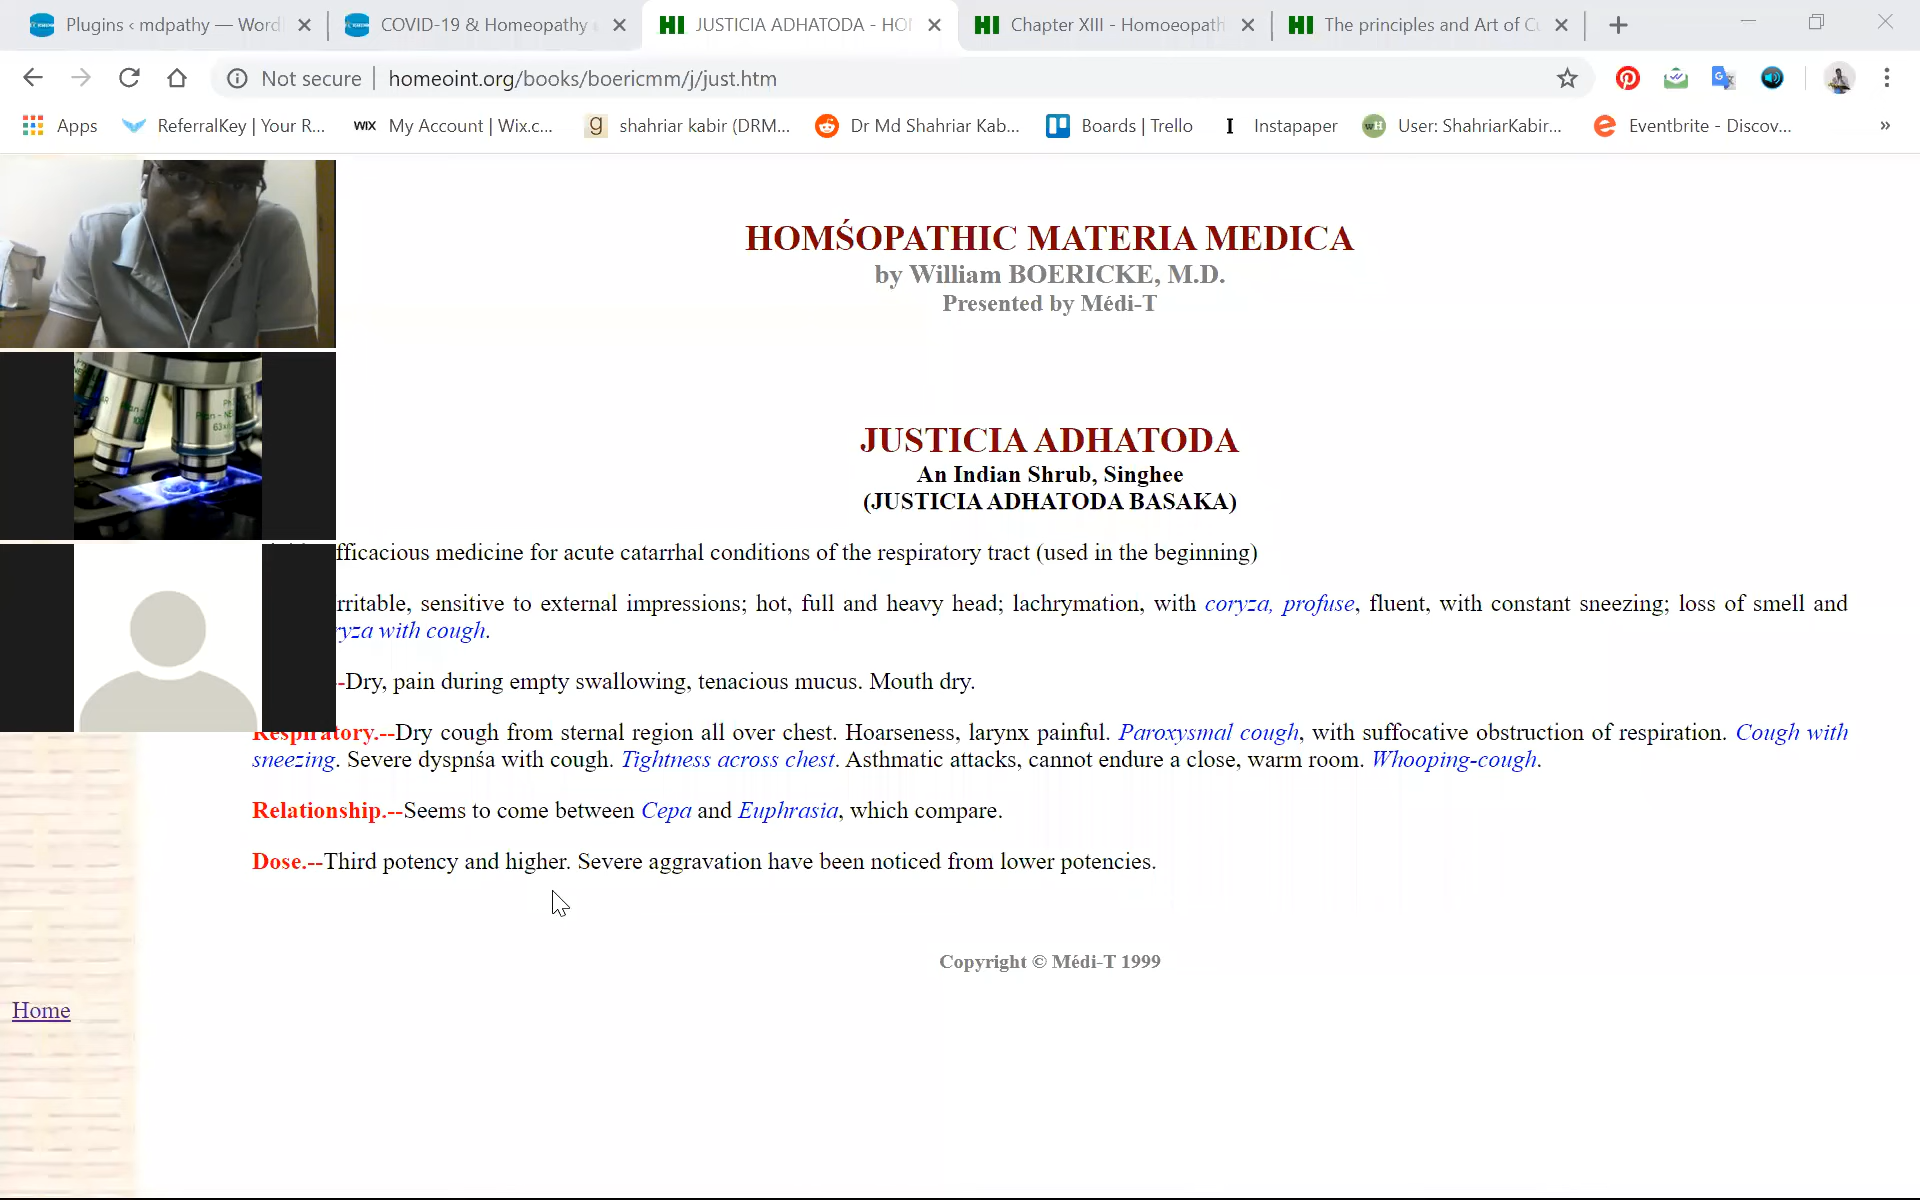 Plugins ‹ mdpathy — Word
COVID-19 & Homeopathy
JUSTICIA ADHATODA - HO
Chapter XIII - Homoeopath
The principles and Art of Cu
Not secure
homeoint.org/books/boericmm/j/just.htm
Apps
ReferralKey | Your R...
WIX My Account | Wix.c...
g shahriar kabir (DRM...
Dr Md Shahriar Kab...
Boards | Trello
I Instapaper
wH User: ShahriarKabir...
Eventbrite - Discov...
»
HOMŚOPATHIC MATERIA MEDICA
by William BOERICKE, M.D.
Presented by Médi-T
JUSTICIA ADHATODA
An Indian Shrub, Singhee
(JUSTICIA ADHATODA BASAKA)
fficacious medicine for acute catarrhal conditions of the respiratory tract (used in the beginning)
rritable, sensitive to external impressions; hot, full and heavy head; lachrymation, with coryza, profuse, fluent, with constant sneezing; loss of smell and
ryza with cough.
--Dry, pain during empty swallowing, tenacious mucus. Mouth dry.
Respiratory.--Dry cough from sternal region all over chest. Hoarseness, larynx painful. Paroxysmal cough, with suffocative obstruction of respiration. Cough with
sneezing. Severe dyspnśa with cough. Tightness across chest. Asthmatic attacks, cannot endure a close, warm room. Whooping-cough.
Relationship.--Seems to come between Cepa and Euphrasia, which compare.
Dose.--Third potency and higher. Severe aggravation have been noticed from lower potencies.
Copyright © Médi-T 1999
Home